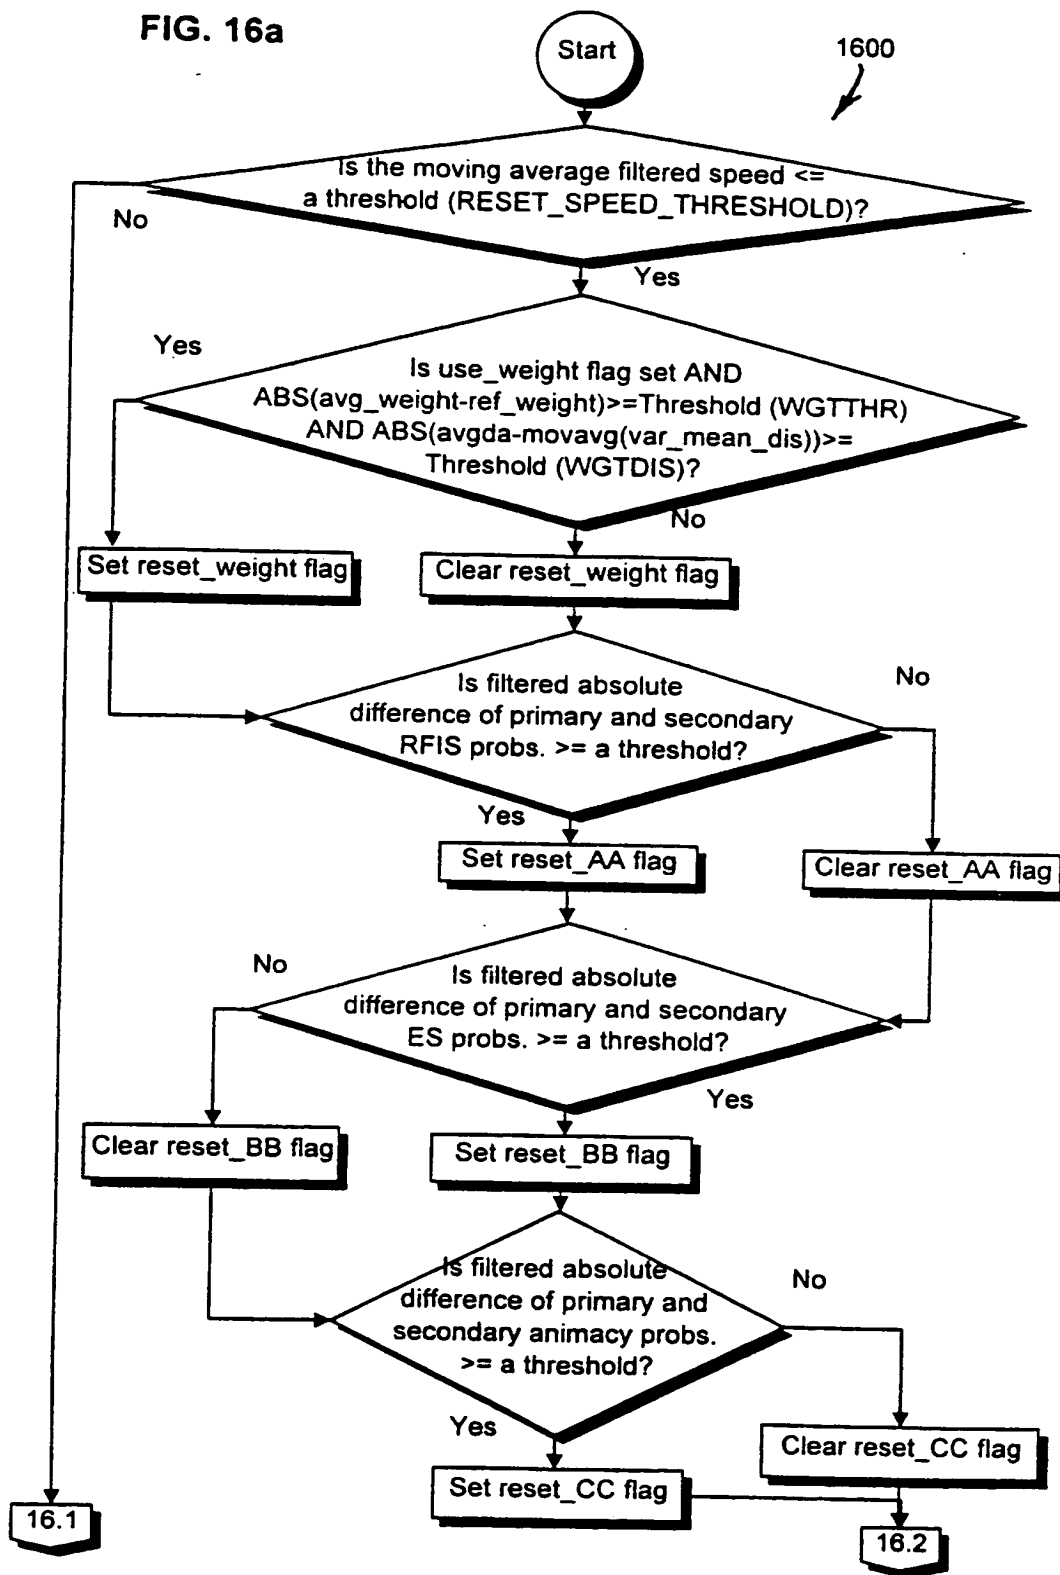 FIG. 16a
Start
1600
Is the moving average filtered speed <=
a threshold (RESET_SPEED_THRESHOLD)?
No
Yes
Yes
Is use_weight flag set AND
ABS(avg_weight-ref_weight)>=Threshold (WGTTHR)
AND ABS(avgda-movavg(var_mean_dis))>=
Threshold (WGTDIS)?
No
Set reset_weight flag
Clear reset_weight flag
Is filtered absolute
difference of primary and secondary
RFIS probs. >= a threshold?
No
Yes
Set reset_AA flag
Clear reset_AA flag
No
Is filtered absolute
difference of primary and secondary
ES probs. >= a threshold?
Yes
Clear reset_BB flag
Set reset_BB flag
Is filtered absolute
difference of primary and
secondary animacy probs.
>= a threshold?
No
Yes
Clear reset_CC flag
Set reset_CC flag
16.1
16.2